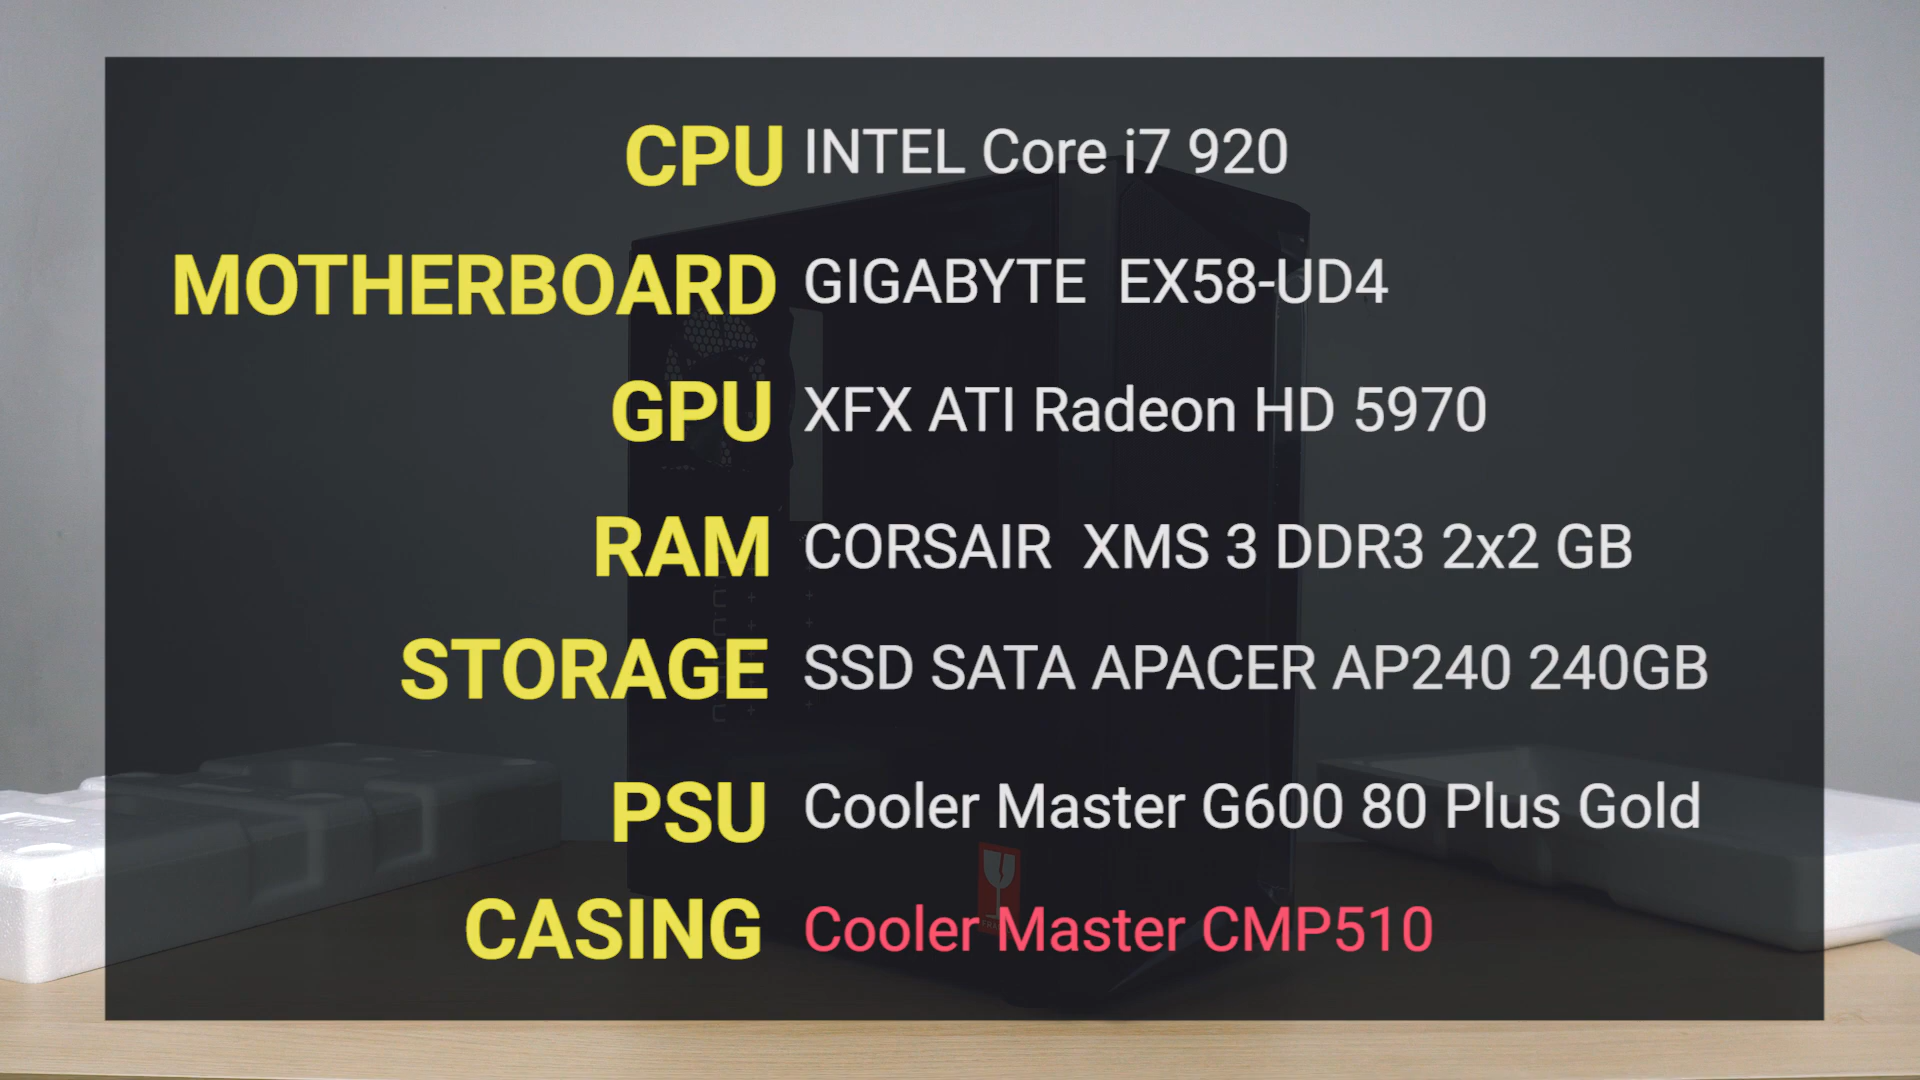 CPU INTEL Core i7 920
MOTHERBOARD GIGABYTE EX58-UD4
GPU XFX ATI Radeon HD 5970
RAM CORSAIR XMS 3 DDR3 2x2 GB
STORAGE SSD SATA APACER AP240 240GB
PSU Cooler Master G600 80 Plus Gold
CASING Cooler Master CMP510